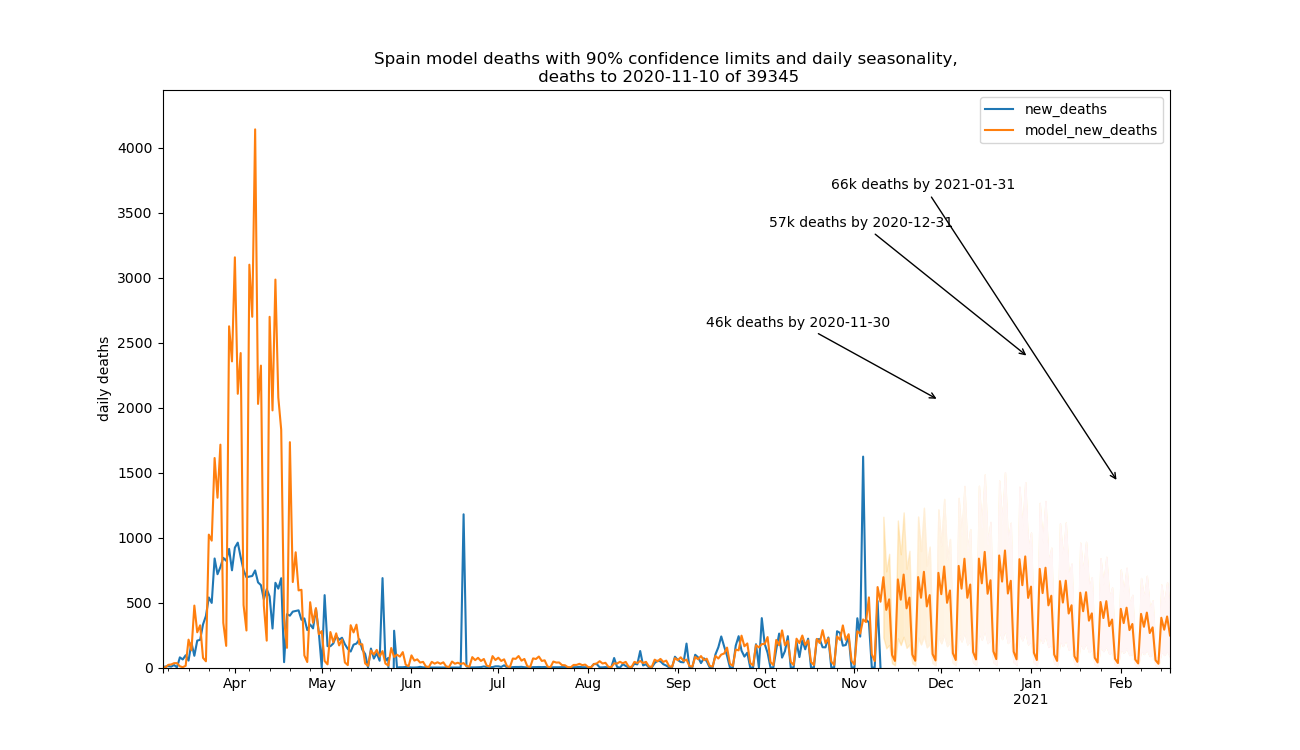 Spain model deaths with 90% confidence limits and daily seasonality,
deaths to 2020-11-10 of 39345
new_deaths
model_new_deaths
4000
3500
3000
2500
2000
1500
1000
500
0
daily deaths
66k deaths by 2021-01-31
57k deaths by 2020-12-31
46k deaths by 2020-11-30
Apr May Jun Jul Aug Sep Oct Nov Dec Jan Feb
2021